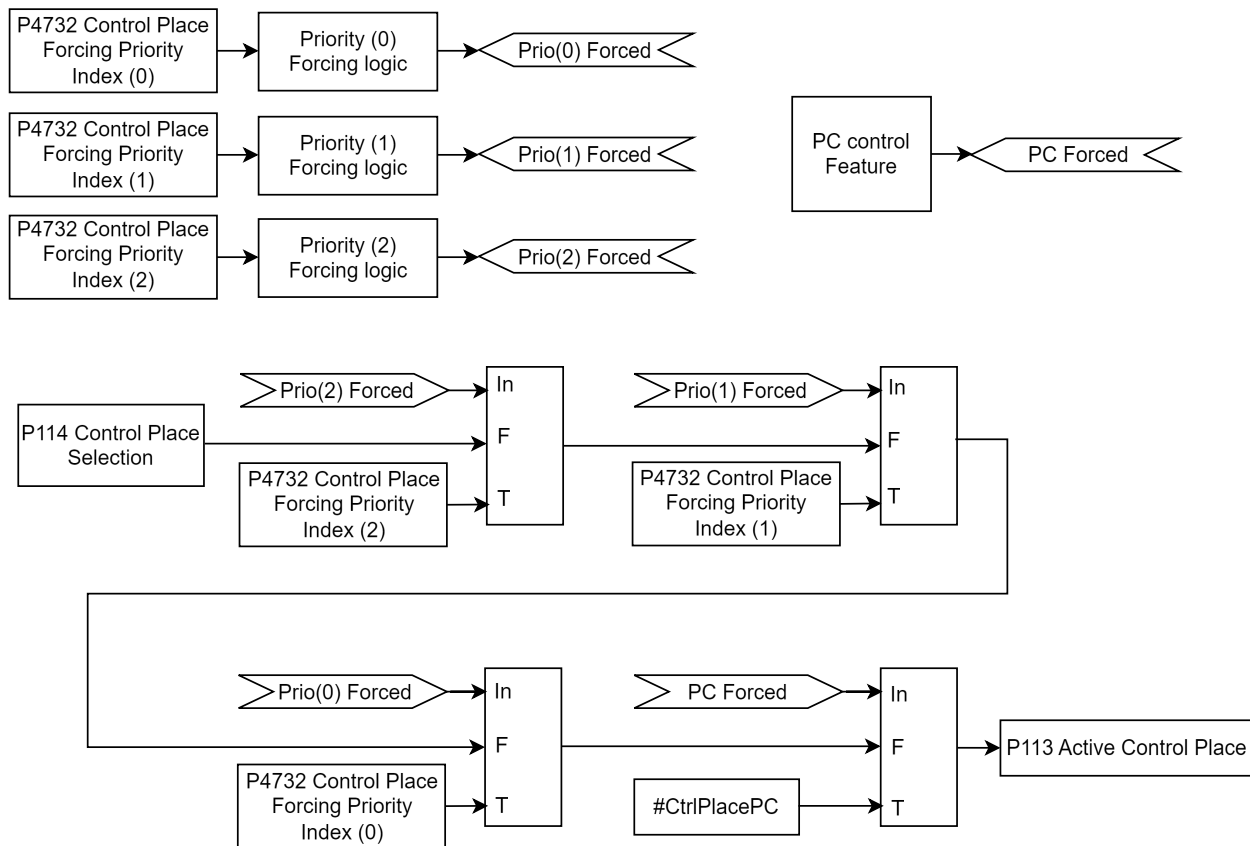 P4732 Control Place
Forcing Priority
Index (0)
Priority (0)
Forcing logic
Prio(0) Forced
P4732 Control Place
Forcing Priority
Index (1)
Priority (1)
Forcing logic
Prio(1) Forced
PC control
Feature
PC Forced
P4732 Control Place
Forcing Priority
Index (2)
Priority (2)
Forcing logic
Prio(2) Forced
P114 Control Place
Selection
Prio(2) Forced
P4732 Control Place
Forcing Priority
Index (2)
In
F
T
Prio(1) Forced
P4732 Control Place
Forcing Priority
Index (1)
In
F
T
Prio(0) Forced
P4732 Control Place
Forcing Priority
Index (0)
In
F
T
PC Forced
#CtrlPlacePC
In
F
T
P113 Active Control Place